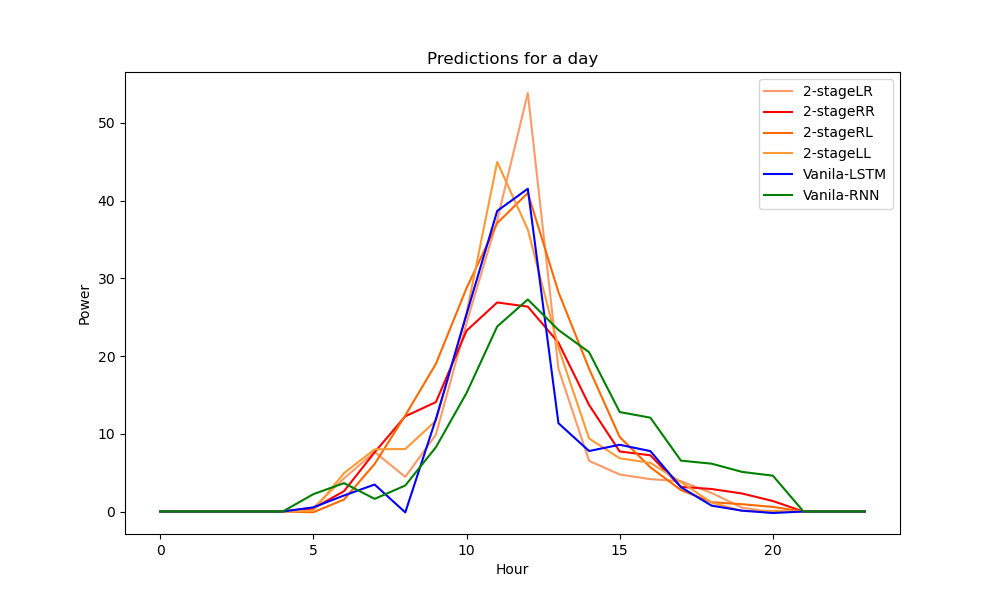 Predictions for a day
2-stageLR
2-stageRR
2-stageRL
2-stageLL
Vanila-LSTM
Vanila-RNN
50
40
30
20
10
0
Power
0 5 10 15 20
Hour